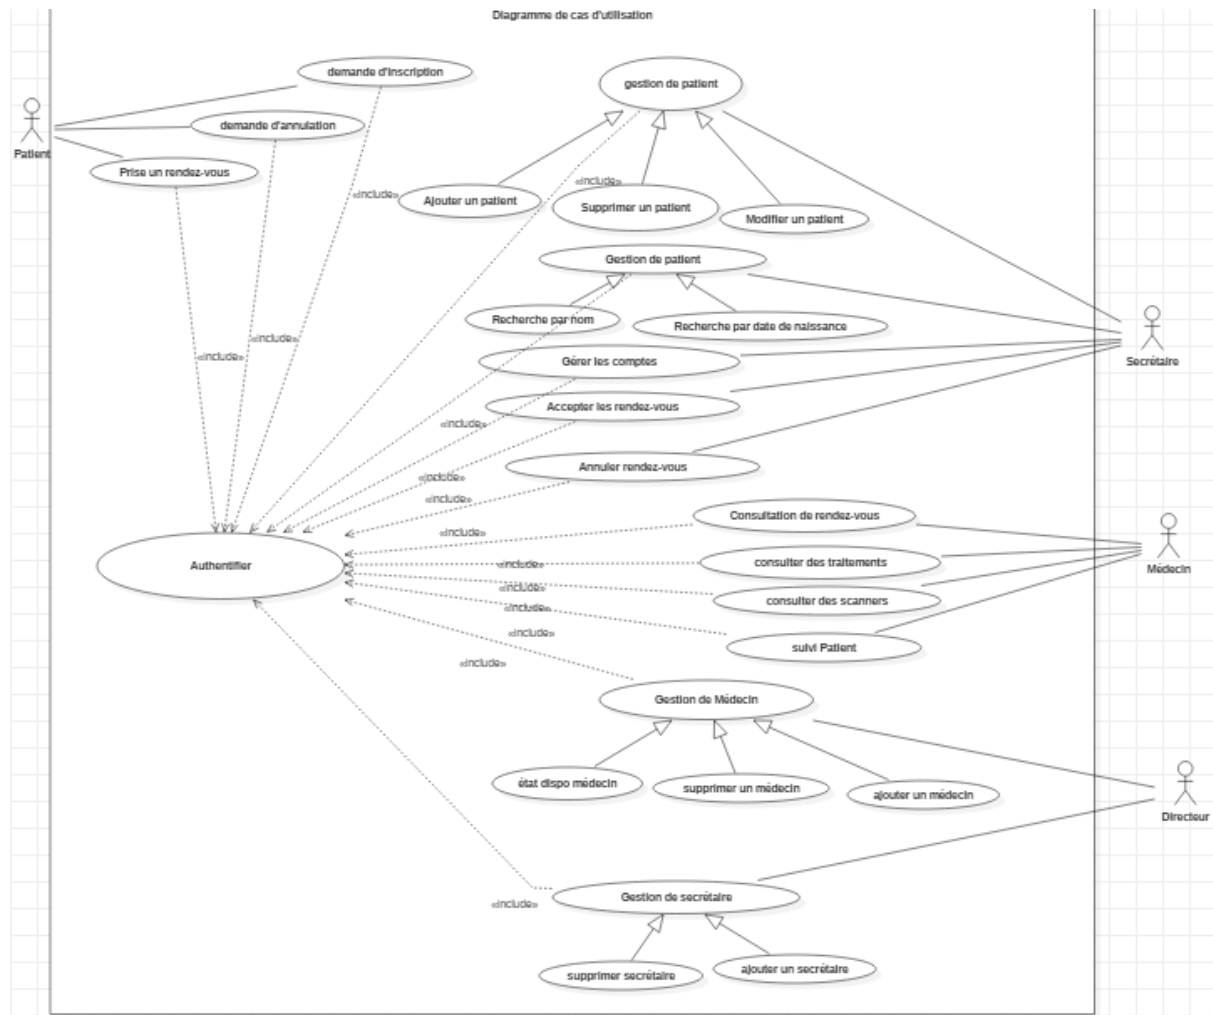 Diagramme de cas d'utilisation
demande d'inscription
gestion de patient
demande d'annulation
Patient
Prise un rendez-vous
«include»
«include»
Ajouter un patient
Supprimer un patient
Modifier un patient
Gestion de patient
Recherche par nom
Recherche par date de naissance
«include»
«include»
Gérer les comptes
Secrétaire
Accepter les rendez-vous
«include»
Annuler rendez-vous
«include»
«include»
Consultation de rendez-vous
«include»
Authentifier
«include»
consulter des traitements
Médecin
«include»
consulter des scanners
«include»
«include»
suivi Patient
«include»
Gestion de Médecin
état dispo médecin
supprimer un médecin
ajouter un médecin
Directeur
Gestion de secrétaire
«include»
supprimer secrétaire
ajouter un secrétaire